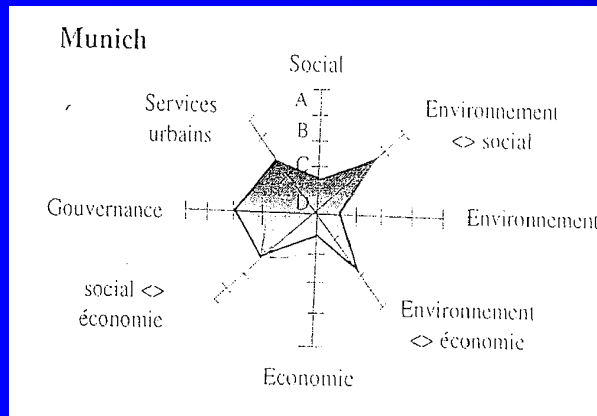 Munich
Social
A
B
C
D
Services
urbains
Environnement
<> social
Gouvernance
Environnement
social <>
économie
Environnement
<> économie
Economie